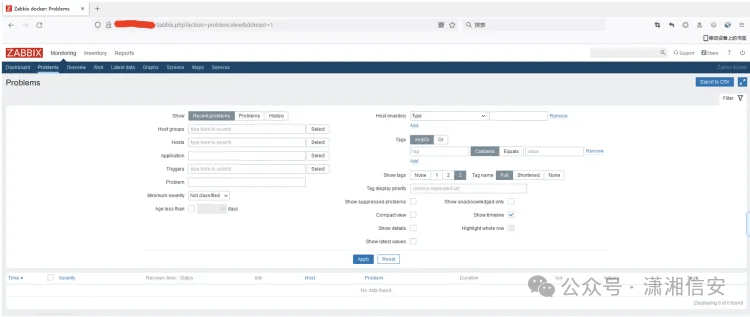 Zabbix docker: Problems
/zabbix.php?action=problem.view&ddreset=1
搜索
移动设备上的书签
ZABBIX Monitoring Inventory Reports Support Share
Dashboard Problems Overview Web Latest data Graphs Screens Maps Services Zabbix docker
Problems Export to CSV
Filter
Show Recent problems Problems History Host inventory Type Remove
Add
Host groups type here to search Select
Hosts type here to search Select Tags And/Or Or
Application Select tag Contains Equals value Remove
Add
Triggers type here to search Select
Show tags None 1 2 3 Tag name Full Shortened None
Problem
Tag display priority comma-separated list
Minimum severity Not classified
Show suppressed problems Show unacknowledged only
Age less than days
Compact view Show timeline
Show details Highlight whole row
Show latest values
Apply Reset
Time Severity Recovery time Status Info Host Problem Duration Ack Actions Tags
No data found.
Displaying 0 of 0 found
公众号 · 潇湘信安